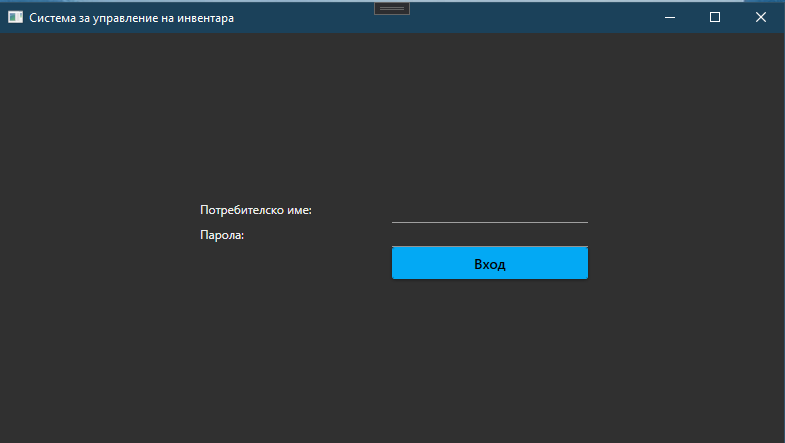 Система за управление на инвентара
Потребителско име:
Парола:
Вход